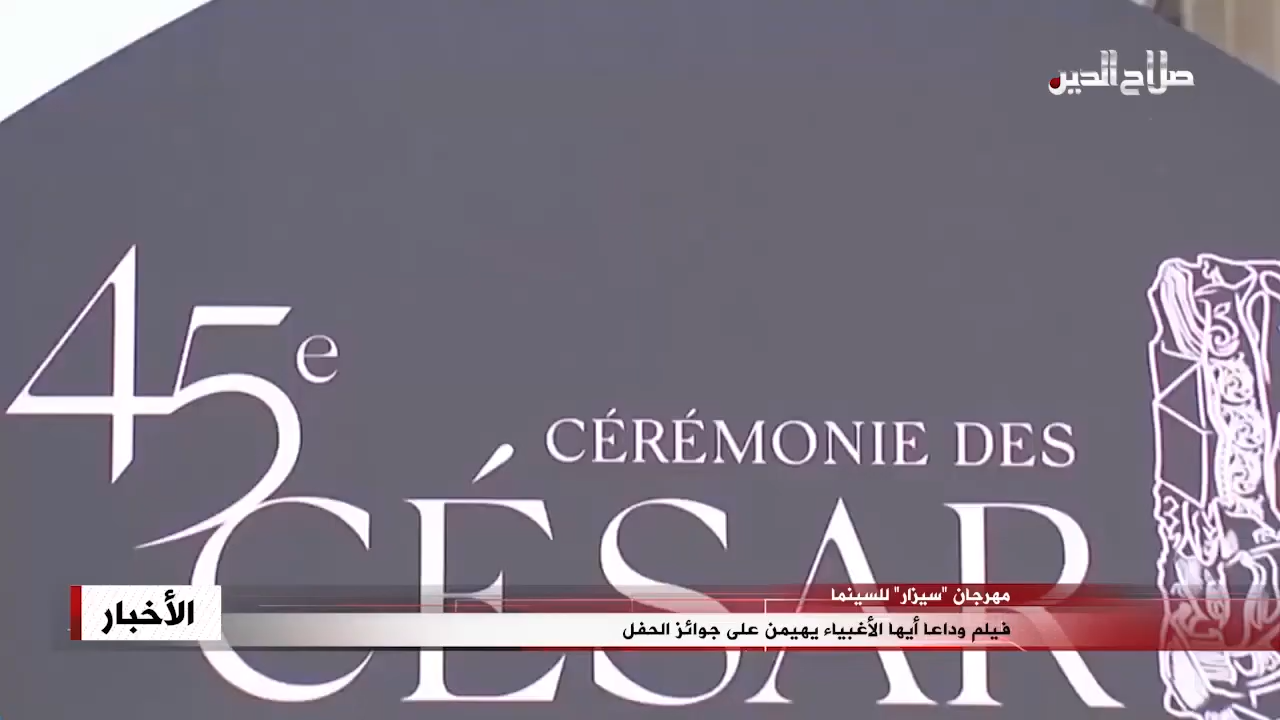 صلاح الدين
45e
CÉRÉMONIE DES
CÉSAR
مهرجان "سيزار" للسينما
فيلم وداعا أيها الأغبياء يهيمن على جوائز الحفل
الأخبار